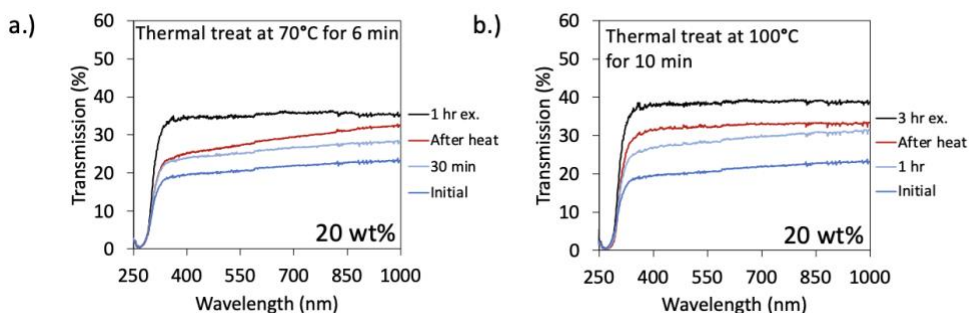 a.)
Thermal treat at 70°C for 6 min
60
50
40
30
20
10
0
Transmission (%)
250 400 550 700 850 1000
Wavelength (nm)
20 wt%
1 hr ex.
After heat
30 min
Initial
b.)
Thermal treat at 100°C
for 10 min
60
50
40
30
20
10
0
Transmission (%)
250 400 550 700 850 1000
Wavelength (nm)
20 wt%
3 hr ex.
After heat
1 hr
Initial